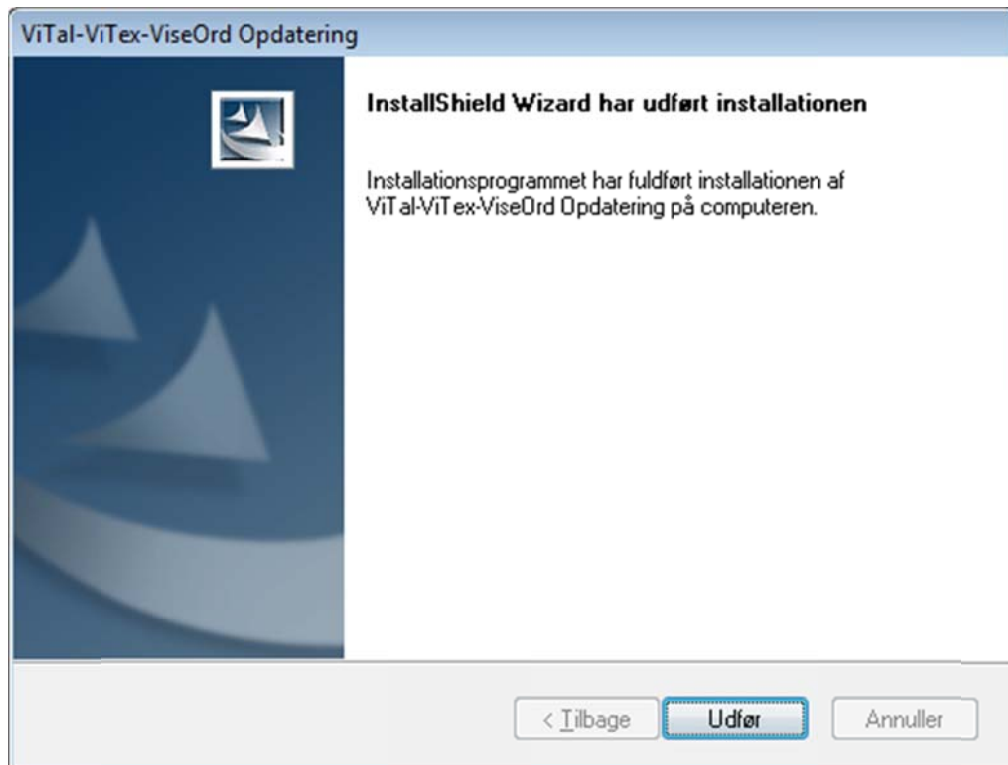 ViTal-ViTex-ViseOrd Opdatering
InstallShield Wizard har udført installationen
Installationsprogrammet har fuldført installationen af
ViTal-ViTex-ViseOrd Opdatering på computeren.
< Tilbage
Udfør
Annuller